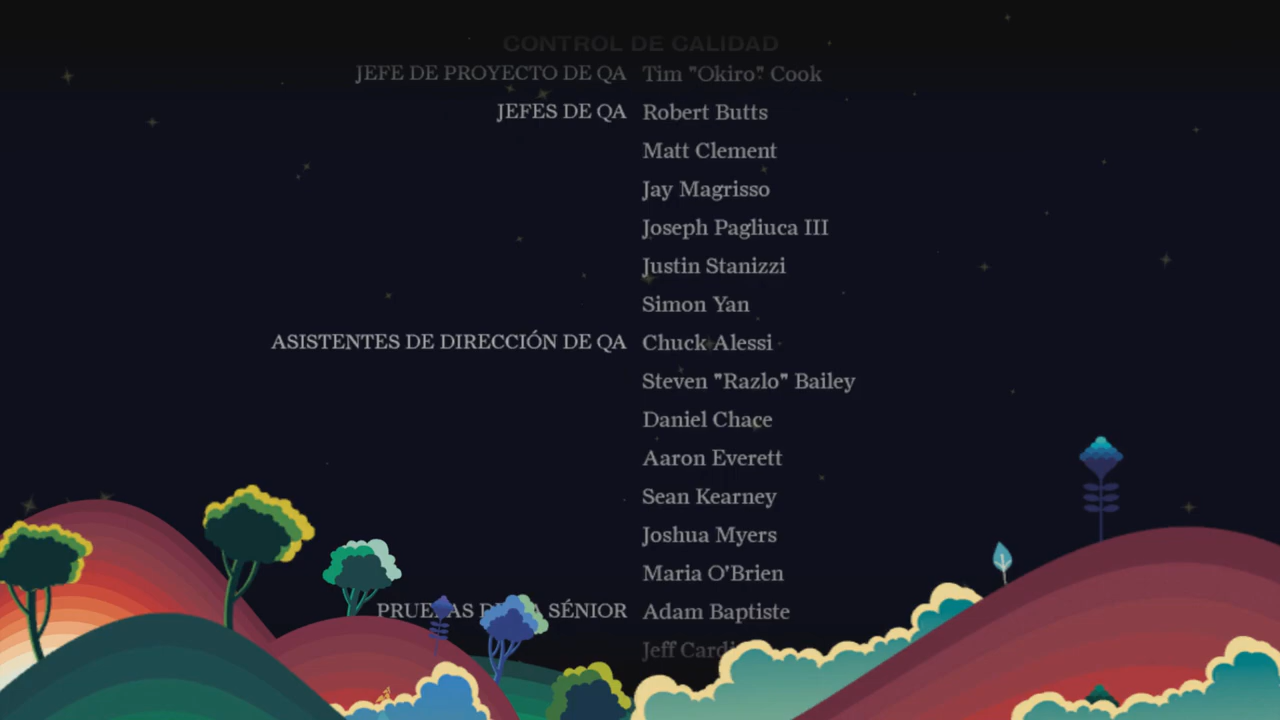 CONTROL DE CALIDAD
JEFE DE PROYECTO DE QA Tim "Okiro" Cook
JEFES DE QA Robert Butts
Matt Clement
Jay Magrisso
Joseph Pagliuca III
Justin Stanizzi
Simon Yan
ASISTENTES DE DIRECCIÓN DE QA Chuck Alessi
Steven "Razlo" Bailey
Daniel Chace
Aaron Everett
Sean Kearney
Joshua Myers
Maria O'Brien
SÉNIOR Adam Baptiste
Jeff